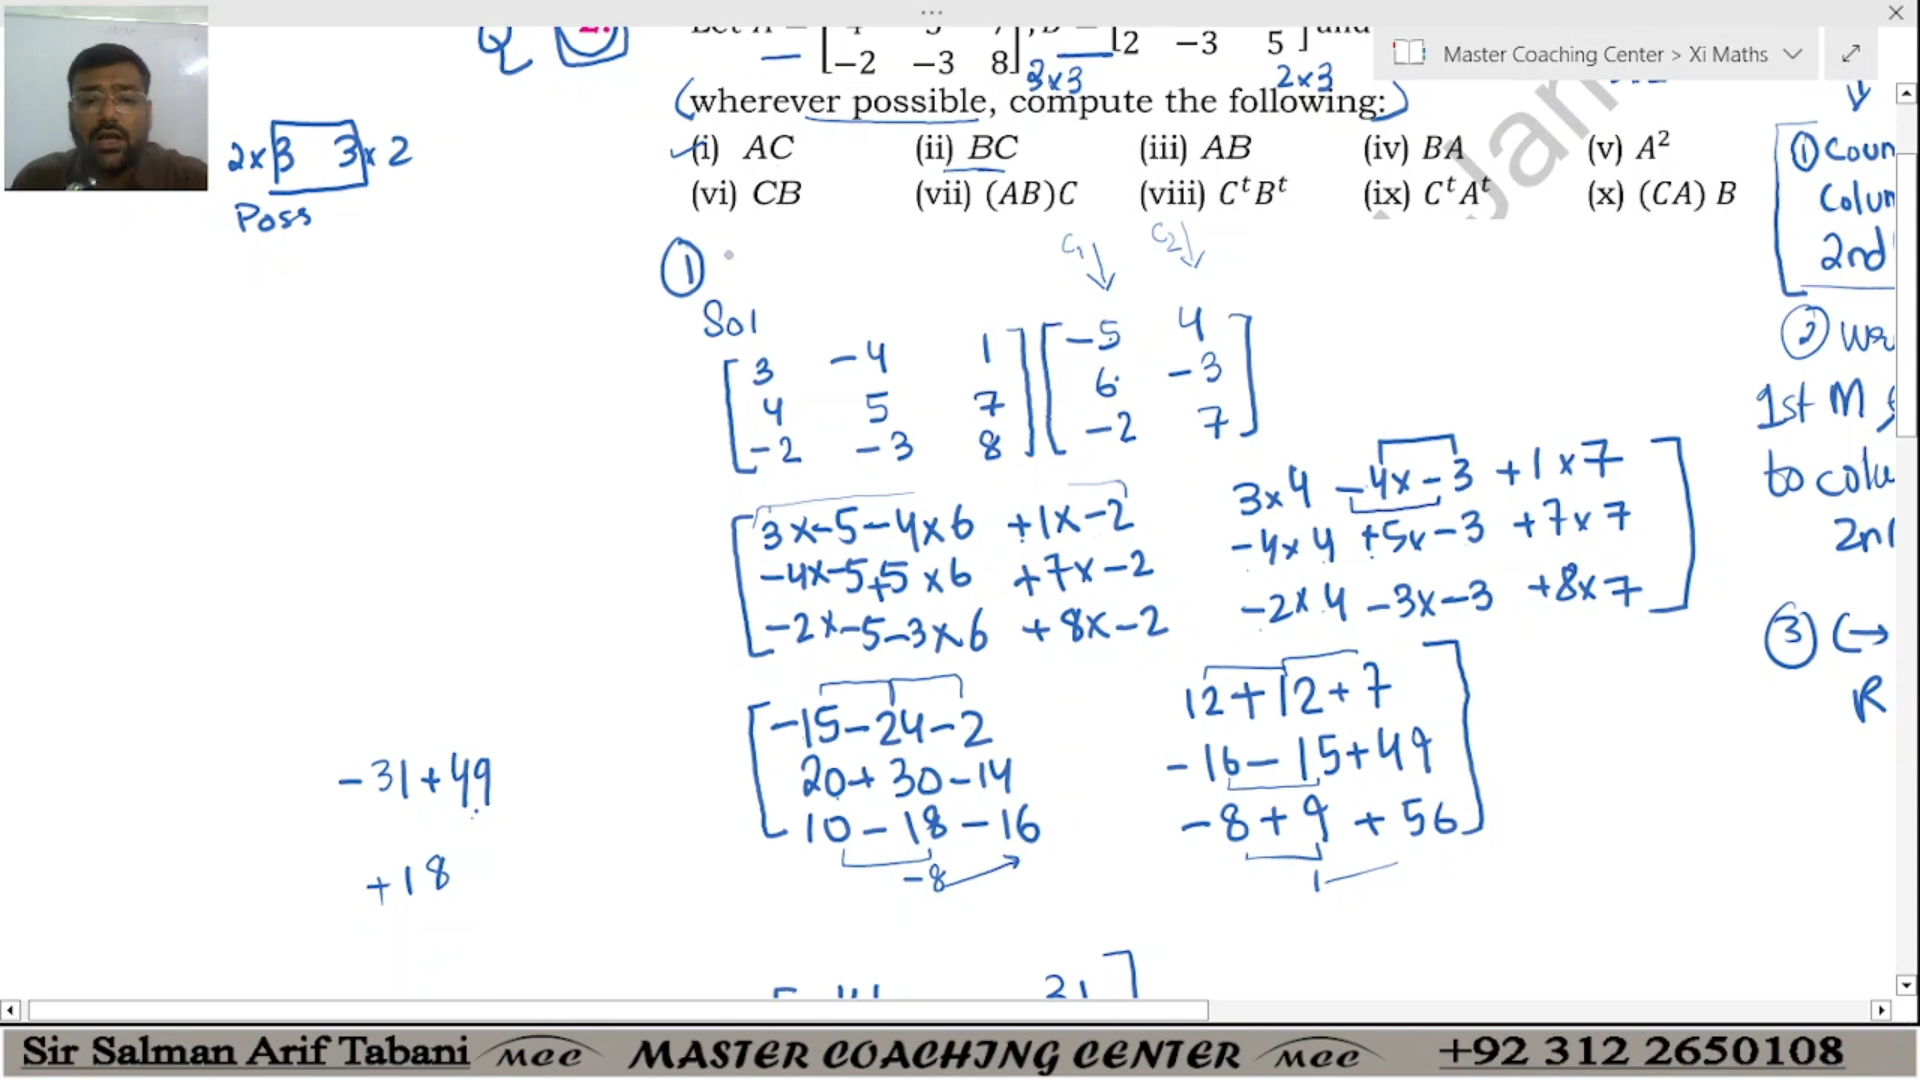 Q 2.
−2 −3 8 3×3
2 −3 5 and
2×3
Master Coaching Center > Xi Maths
(wherever possible, compute the following:)
(i) AC (ii) BC (iii) AB (iv) BA (v) A²
(vi) CB (vii) (AB)C (viii) CᵗBᵗ (ix) CᵗAᵗ (x) (CA) B
2×3 3×2
Poss
① 
C1 C2
Sol
[3 −4 1] [−5 4]
[4 5 7] [6 −3]
[−2 −3 8] [−2 7]
[3×−5−4×6 +1×−2 3×4 −4×−3 +1×7]
−4×−5+5×6 +7×−2 −4×4 +5×−3 +7×7
−2×−5−3×6 +8×−2 −2×4 −3×−3 +8×7
[−15−24−2 12+12+7]
20+30−14 −16−15+49
10−18−16 −8+9+56
−8 1
−31+49
+18
31
① Coun
Colum
2nd
②
1st M
to colu
③ (→
R
Sir Salman Arif Tabani mcc MASTER COACHING CENTER mcc +92 312 2650108